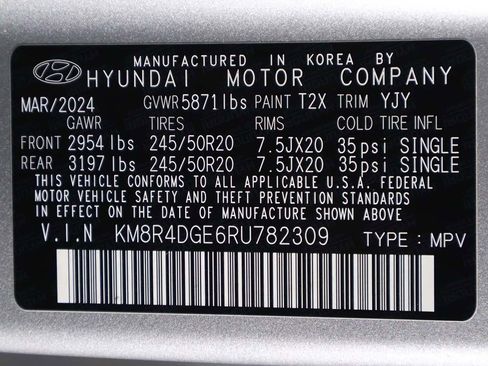 MANUFACTURED IN KOREA BY
HYUNDAI MOTOR COMPANY
MAR/2024 GVWR 5871 lbs PAINT T2X TRIM YJY
GAWR TIRES RIMS COLD TIRE INFL
FRONT 2954 lbs 245/50R20 7.5JX20 35psi SINGLE
REAR 3197 lbs 245/50R20 7.5JX20 35psi SINGLE
THIS VEHICLE CONFORMS TO ALL APPLICABLE U.S.A. FEDERAL
MOTOR VEHICLE SAFETY AND THEFT PREVENTION STANDARDS
IN EFFECT ON THE DATE OF MANUFACTURE SHOWN ABOVE
V.I.N KM8R4DGE6RU782309 TYPE : MPV